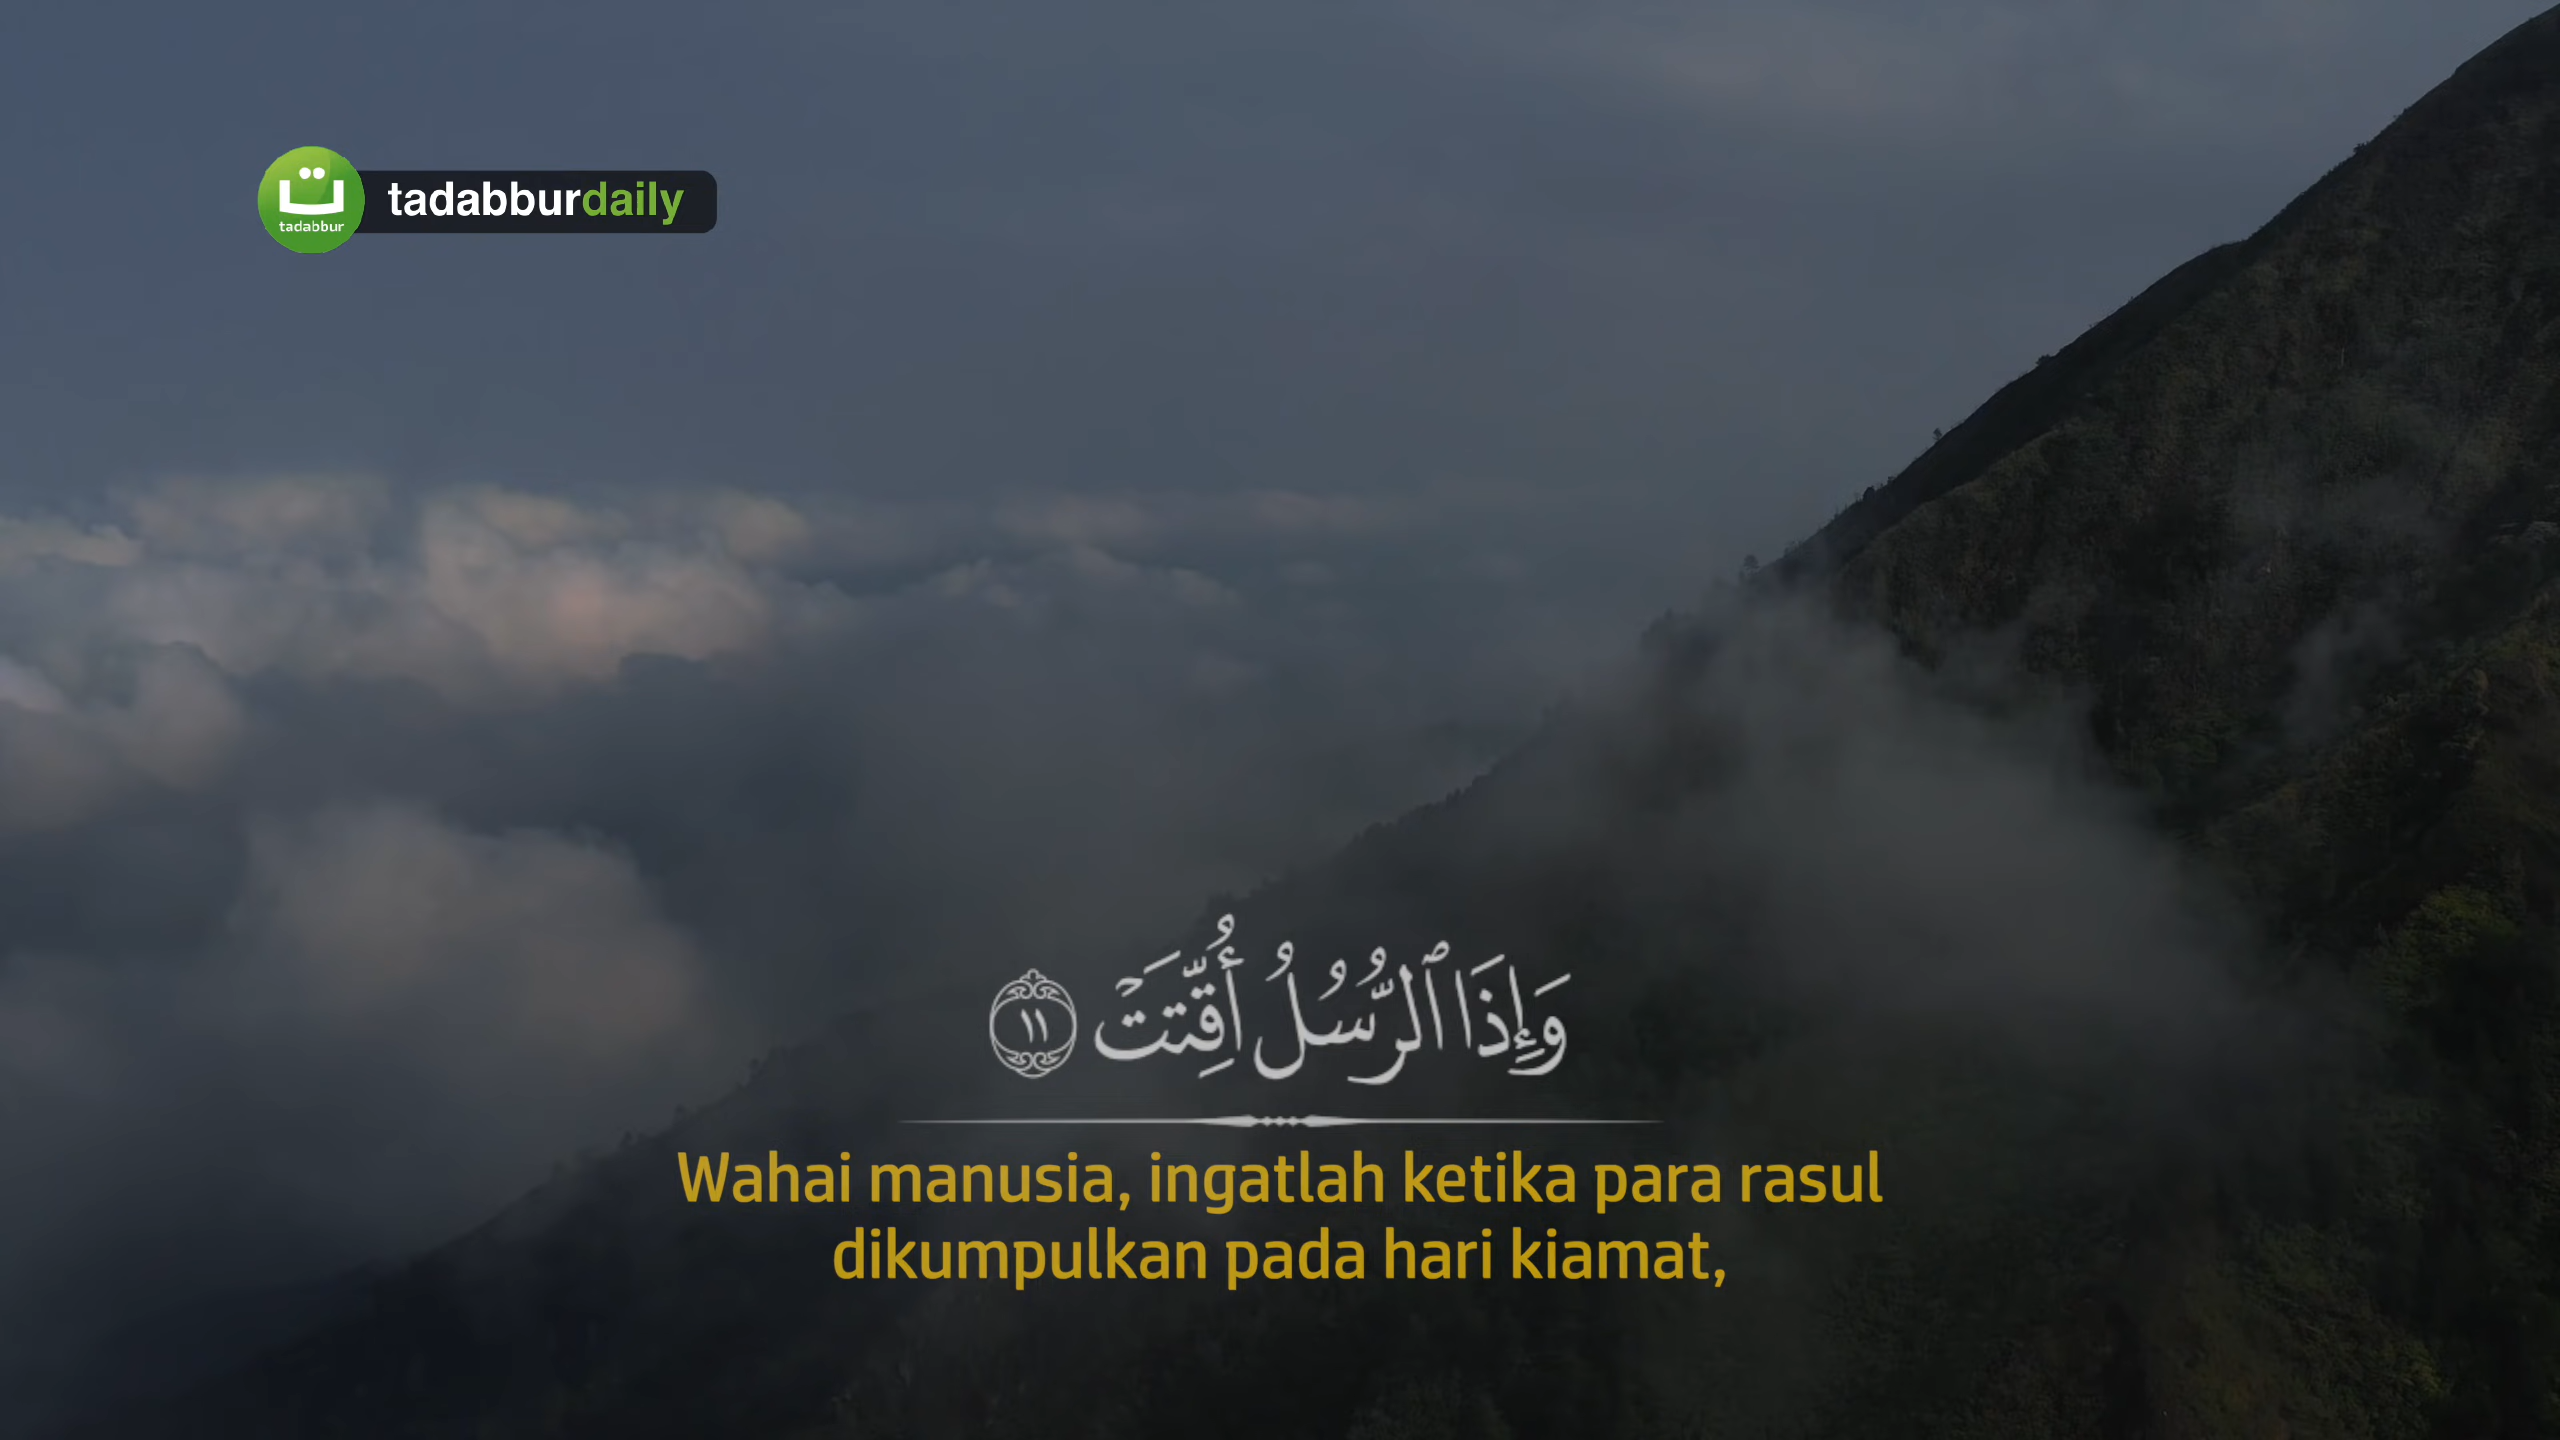 tadabbur
tadabburdaily
وَإِذَا ٱلرُّسُلُ أُقِّتَتۡ ١١
Wahai manusia, ingatlah ketika para rasul
dikumpulkan pada hari kiamat,